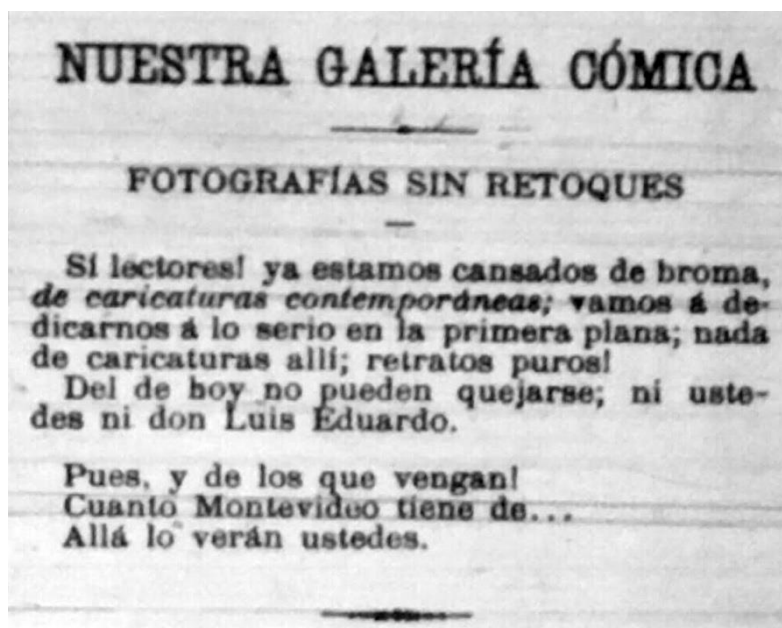 NUESTRA GALERÍA CÓMICA
FOTOGRAFÍAS SIN RETOQUES
Sí lectores! ya estamos cansados de broma,
de caricaturas contemporáneas; vamos á de-
dicarnos á lo serio en la primera plana; nada
de caricaturas allí; retratos puros!
Del de hoy no pueden quejarse; ni uste-
des ni don Luis Eduardo.
Pues, y de los que vengan!
Cuanto Montevideo tiene de...
Allá lo verán ustedes.